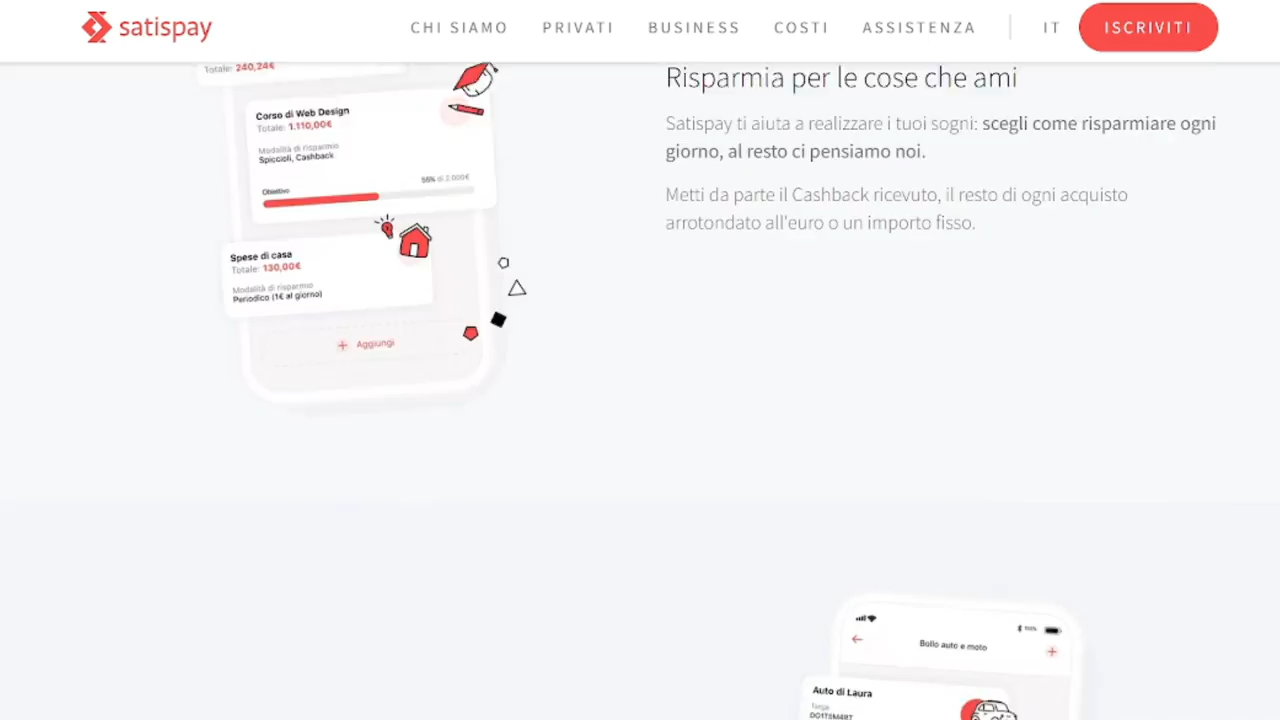 satispay
CHI SIAMO PRIVATI BUSINESS COSTI ASSISTENZA IT ISCRIVITI
Totale: 240,24€
Corso di Web Design
Totale: 1.110,00€
Modalità di risparmio
Spiccioli, Cashback
Obiettivo 55% di 2.000€
Spese di casa
Totale: 130,00€
Modalità di risparmio
Periodico (1€ al giorno)
+ Aggiungi
Risparmia per le cose che ami
Satispay ti aiuta a realizzare i tuoi sogni: scegli come risparmiare ogni
giorno, al resto ci pensiamo noi.
Metti da parte il Cashback ricevuto, il resto di ogni acquisto
arrotondato all'euro o un importo fisso.
100%
Bollo auto e moto
Auto di Laura
Targa